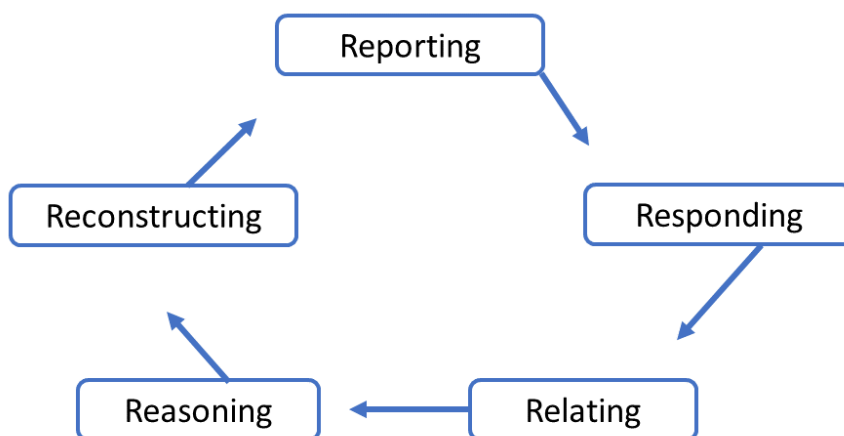 Reporting
Responding
Relating
Reasoning
Reconstructing